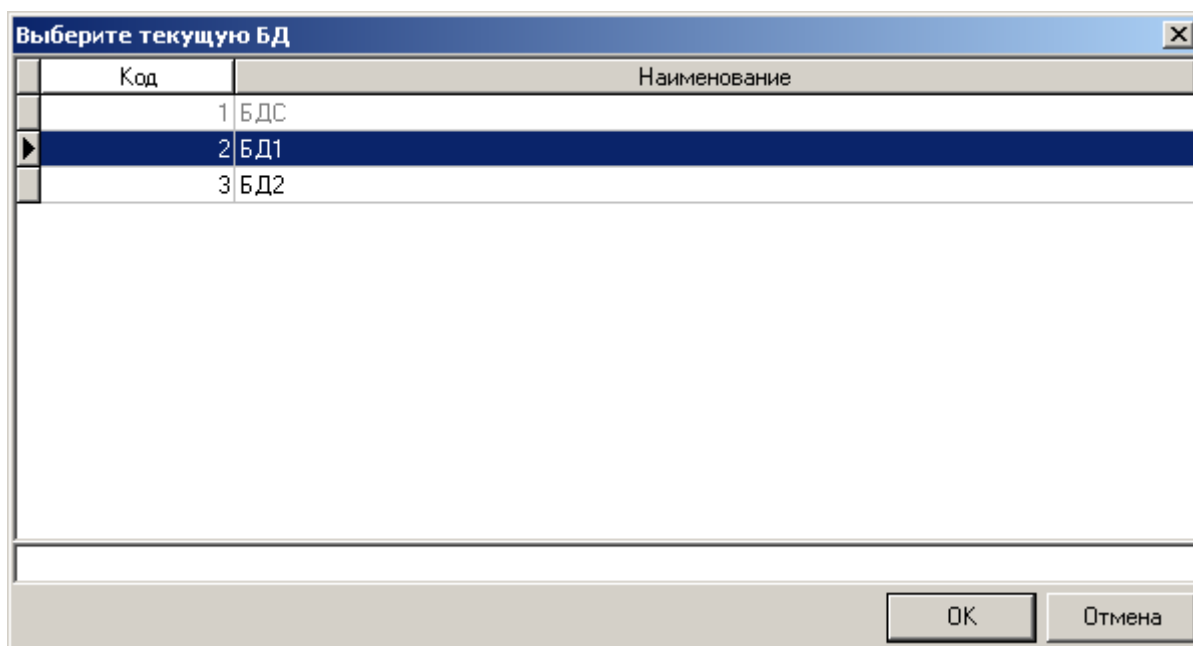 Выберите текущую БД
Код Наименование
1 БДС
2 БД1
3 БД2
OK Отмена